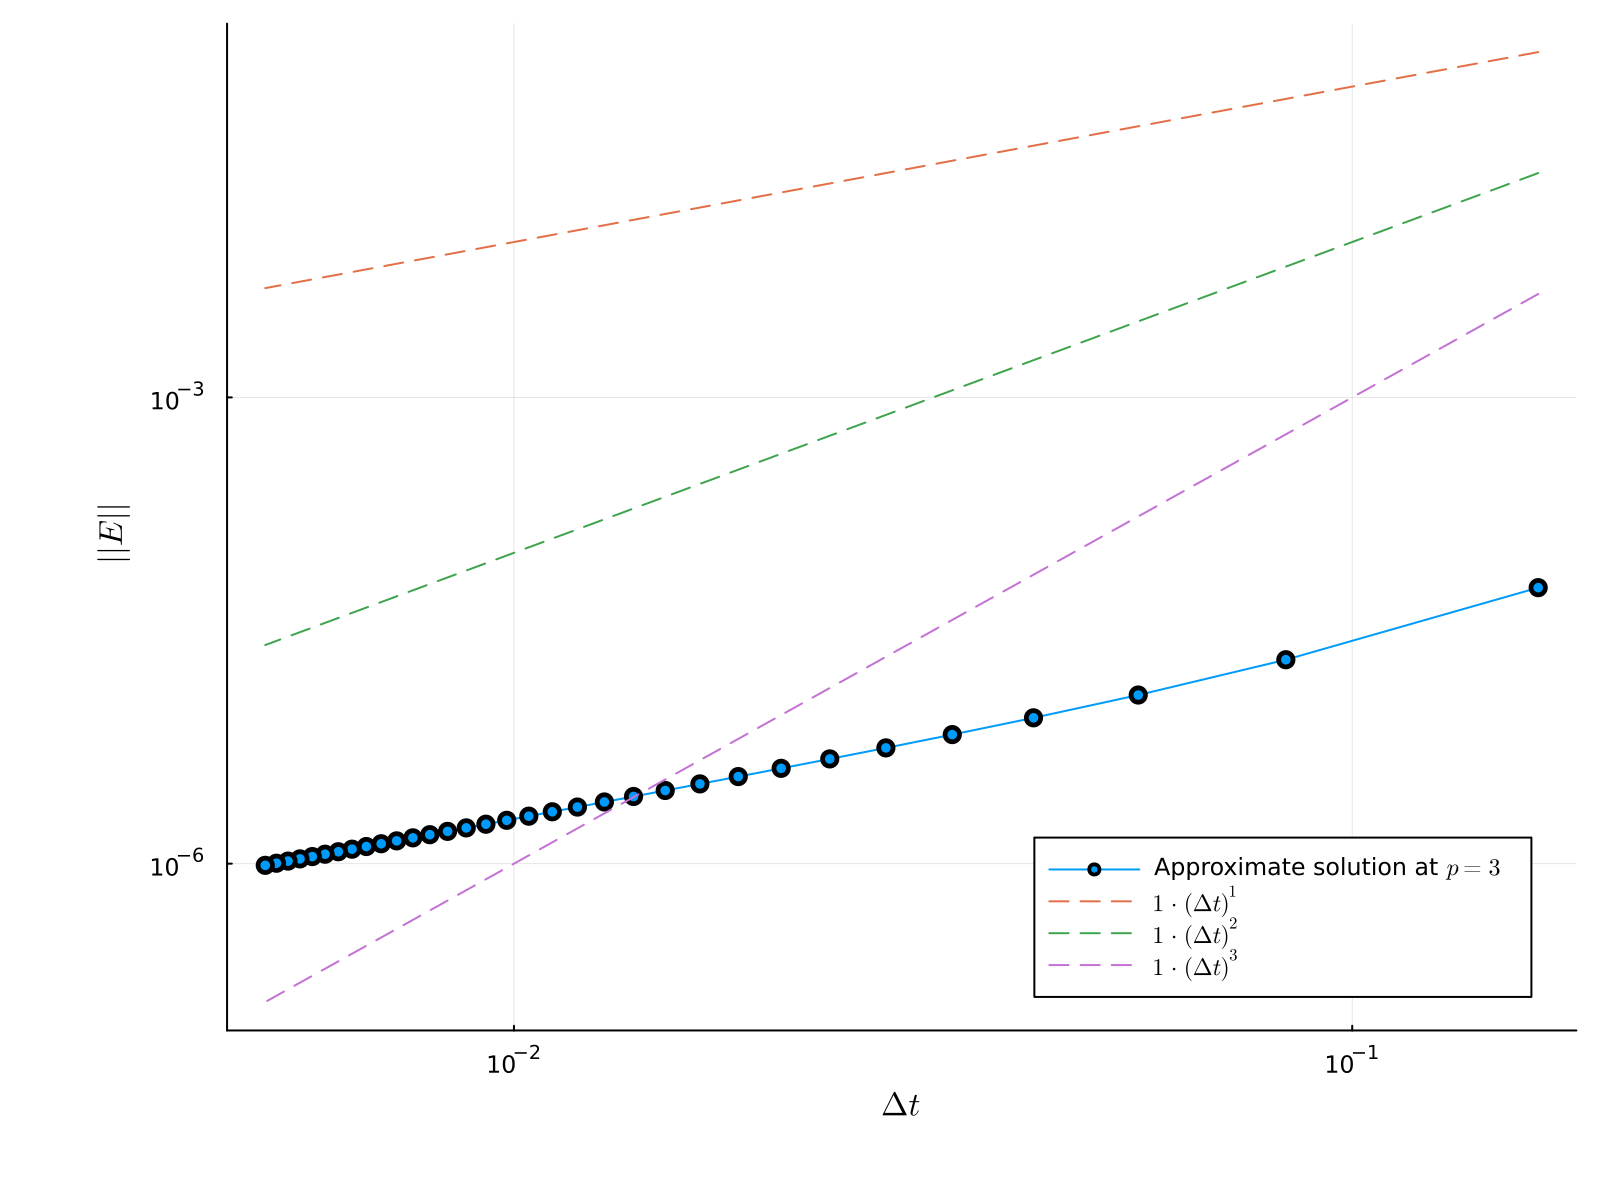 ||E||
10⁻³
10⁻⁶
10⁻²
10⁻¹
Δt
Approximate solution at p = 3
1 · (Δt)¹
1 · (Δt)²
1 · (Δt)³